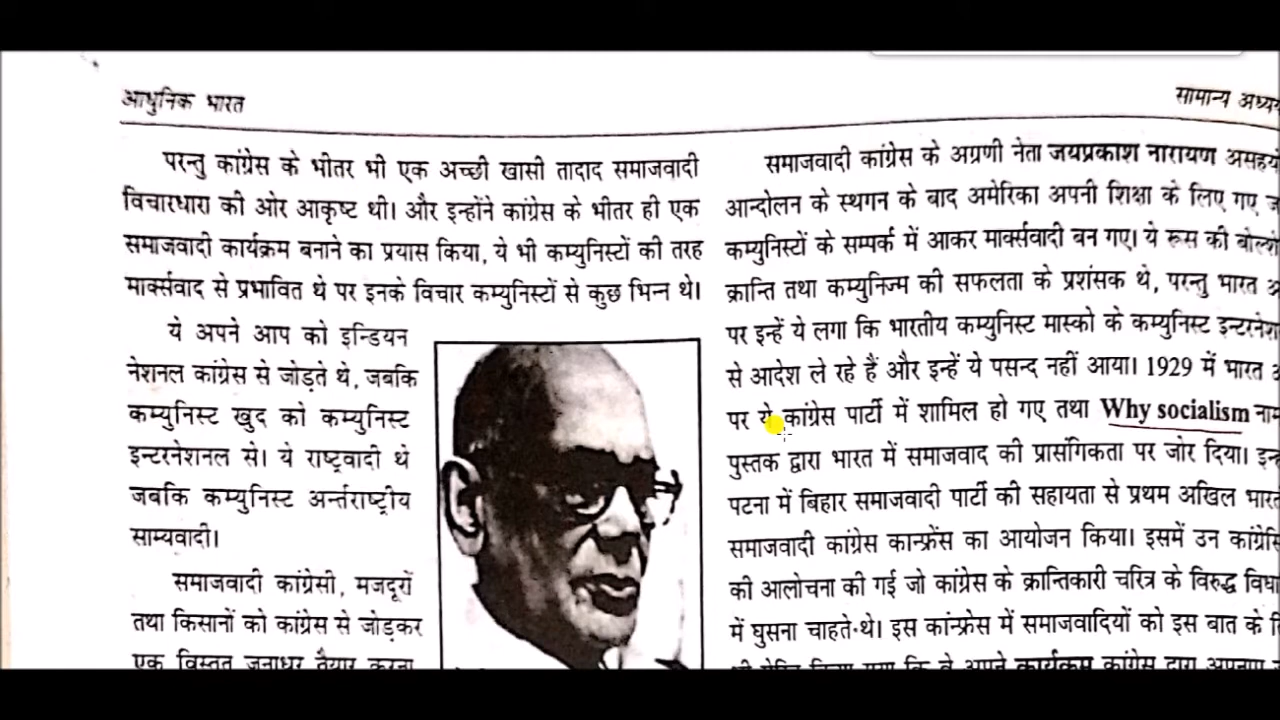 आधुनिक भारत
सामान्य
परन्तु कांग्रेस के भीतर भी एक अच्छी खासी तादाद समाजवादी
विचारधारा की ओर आकृष्ट थी। और इन्होंने कांग्रेस के भीतर ही एक
समाजवादी कार्यक्रम बनाने का प्रयास किया, ये भी कम्युनिस्टों की तरह
मार्क्सवाद से प्रभावित थे पर इनके विचार कम्युनिस्टों से कुछ भिन्न थे।
ये अपने आप को इन्डियन
नेशनल कांग्रेस से जोड़ते थे, जबकि
कम्युनिस्ट खुद को कम्युनिस्ट
इन्टरनेशनल से। ये राष्ट्रवादी थे
जबकि कम्युनिस्ट अर्न्तराष्ट्रीय
साम्यवादी।
समाजवादी कांग्रेसी, मजदूरों
तथा किसानों को कांग्रेस से जोड़कर
एक विस्तृत जनाधार तैयार करना
समाजवादी कांग्रेस के अग्रणी नेता जयप्रकाश नारायण
आन्दोलन के स्थगन के बाद अमेरिका अपनी शिक्षा के लिए गए
कम्युनिस्टों के सम्पर्क में आकर मार्क्सवादी बन गए। ये रूस की
क्रान्ति तथा कम्युनिज्म की सफलता के प्रशंसक थे, परन्तु भारत
पर इन्हें ये लगा कि भारतीय कम्युनिस्ट मास्को के कम्युनिस्ट
से आदेश ले रहे हैं और इन्हें ये पसन्द नहीं आया। 1929 में भारत
पर ये कांग्रेस पार्टी में शामिल हो गए तथा Why socialism
पुस्तक द्वारा भारत में समाजवाद की प्रासंगिकता पर जोर दिया।
पटना में बिहार समाजवादी पार्टी की सहायता से प्रथम अखिल
समाजवादी कांग्रेस कान्फ्रेंस का आयोजन किया। इसमें उन
की आलोचना की गई जो कांग्रेस के क्रान्तिकारी चरित्र के विरुद्ध
में घुसना चाहते थे। इस कांन्फ्रेस में समाजवादियों को इस बात के
कि वे अपने कार्यक्रम कांग्रेस द्वारा